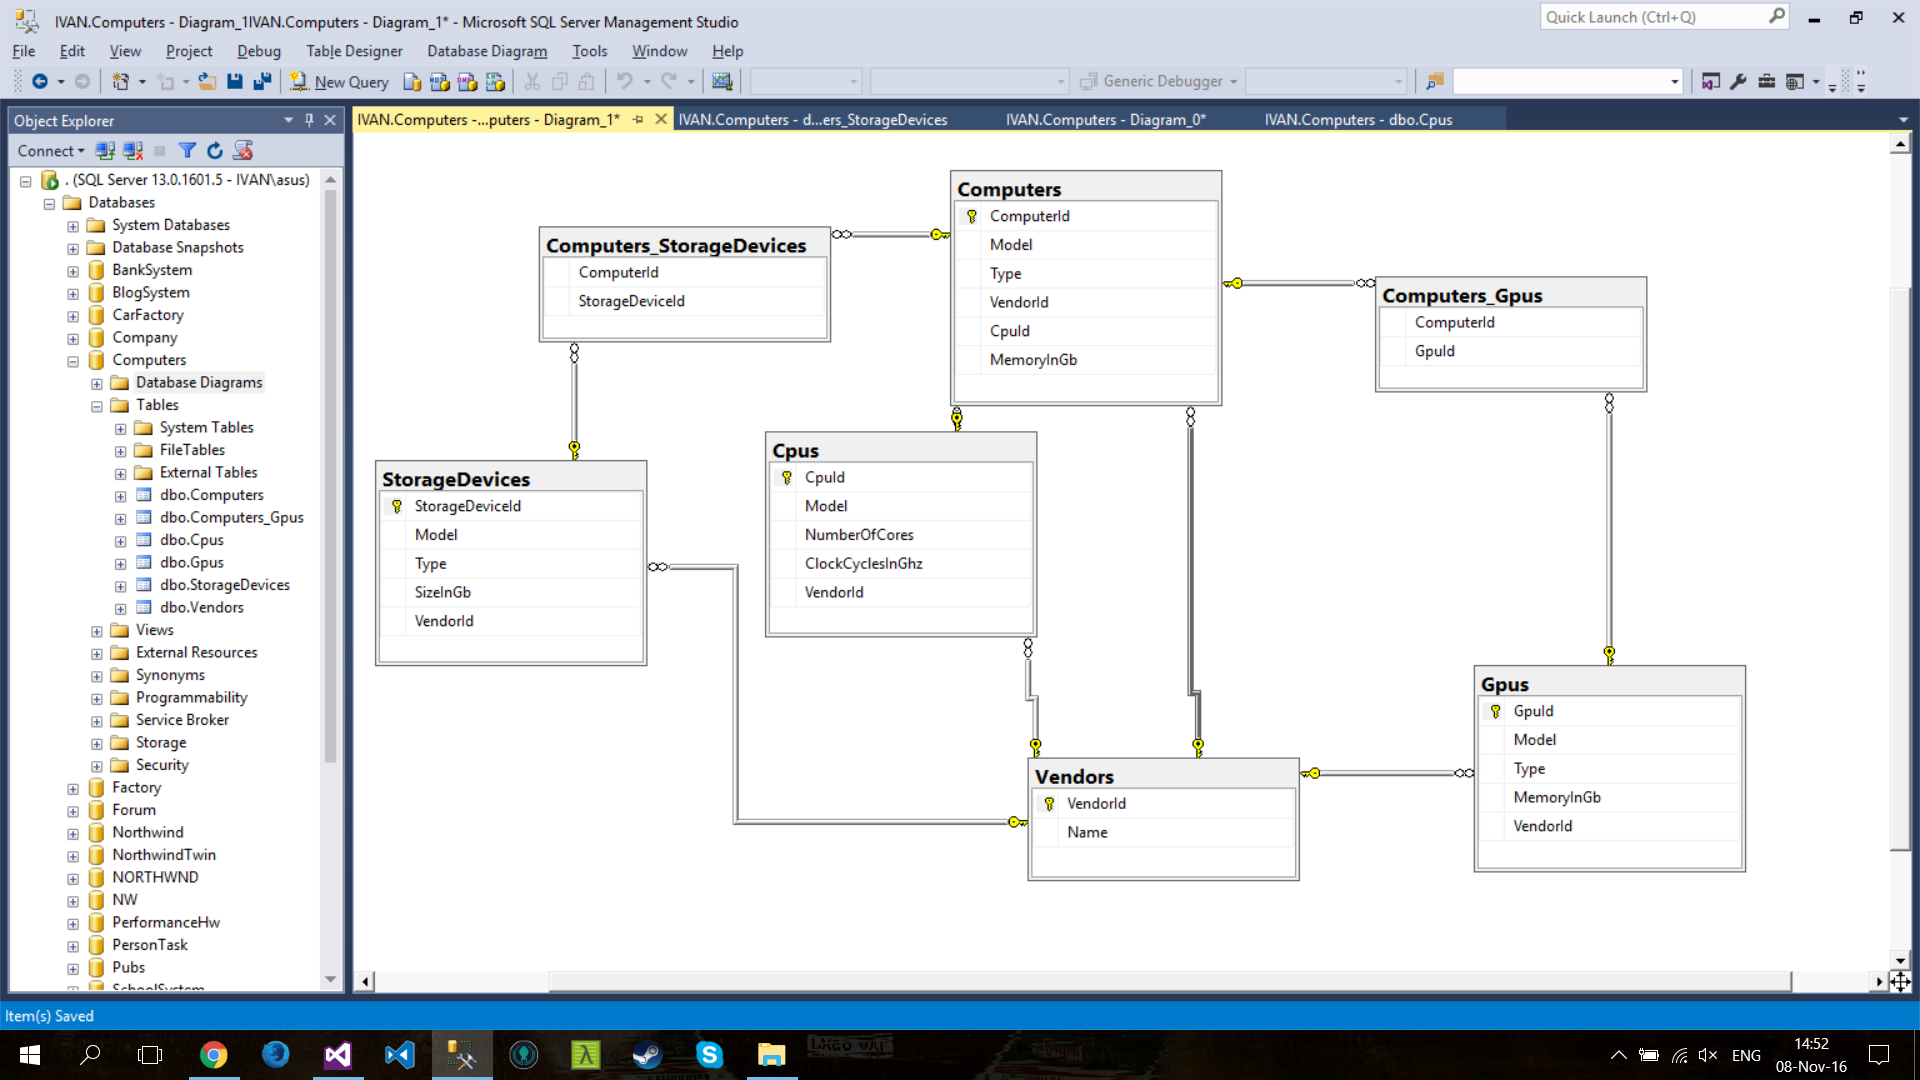 IVAN.Computers - Diagram_1IVAN.Computers - Diagram_1* - Microsoft SQL Server Management Studio
Quick Launch (Ctrl+Q)
File Edit View Project Debug Table Designer Database Diagram Tools Window Help
New Query
Generic Debugger
Object Explorer
Connect
. (SQL Server 13.0.1601.5 - IVAN\asus)
Databases
System Databases
Database Snapshots
BankSystem
BlogSystem
CarFactory
Company
Computers
Database Diagrams
Tables
System Tables
FileTables
External Tables
dbo.Computers
dbo.Computers_Gpus
dbo.Cpus
dbo.Gpus
dbo.StorageDevices
dbo.Vendors
Views
External Resources
Synonyms
Programmability
Service Broker
Storage
Security
Factory
Forum
Northwind
NorthwindTwin
NORTHWND
NW
PerformanceHw
PersonTask
Pubs
SchoolSystem
IVAN.Computers -...puters - Diagram_1* IVAN.Computers - d...ers_StorageDevices IVAN.Computers - Diagram_0* IVAN.Computers - dbo.Cpus
Computers_StorageDevices
ComputerId
StorageDeviceId
Computers
ComputerId
Model
Type
VendorId
CpuId
MemoryInGb
Computers_Gpus
ComputerId
GpuId
StorageDevices
StorageDeviceId
Model
Type
SizeInGb
VendorId
Cpus
CpuId
Model
NumberOfCores
ClockCyclesInGhz
VendorId
Vendors
VendorId
Name
Gpus
GpuId
Model
Type
MemoryInGb
VendorId
Item(s) Saved
ENG
14:52
08-Nov-16